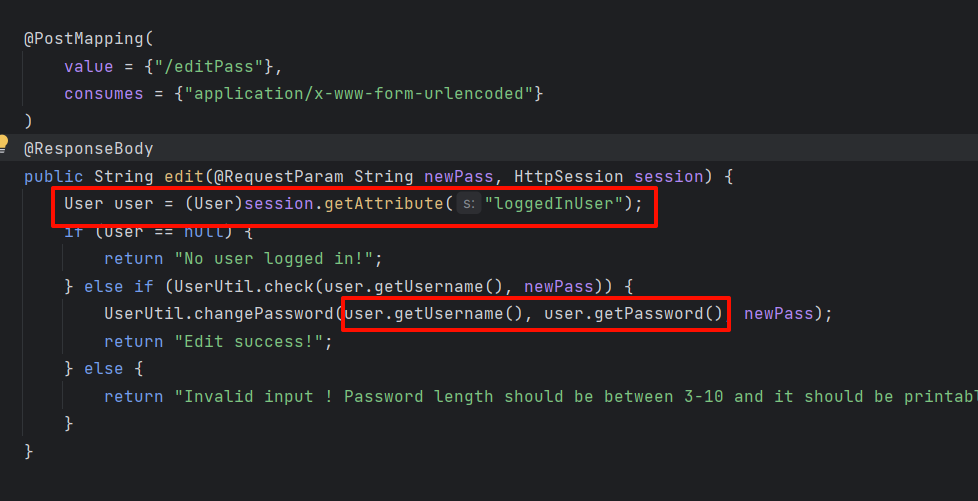 @PostMapping(
value = {"/editPass"},
consumes = {"application/x-www-form-urlencoded"}
)
@ResponseBody
public String edit(@RequestParam String newPass, HttpSession session) {
User user = (User)session.getAttribute( s: "loggedInUser");
if (user == null) {
return "No user logged in!";
} else if (UserUtil.check(user.getUsername(), newPass)) {
UserUtil.changePassword(user.getUsername(), user.getPassword(), newPass);
return "Edit success!";
} else {
return "Invalid input ! Password length should be between 3-10 and it should be printabl
}
}